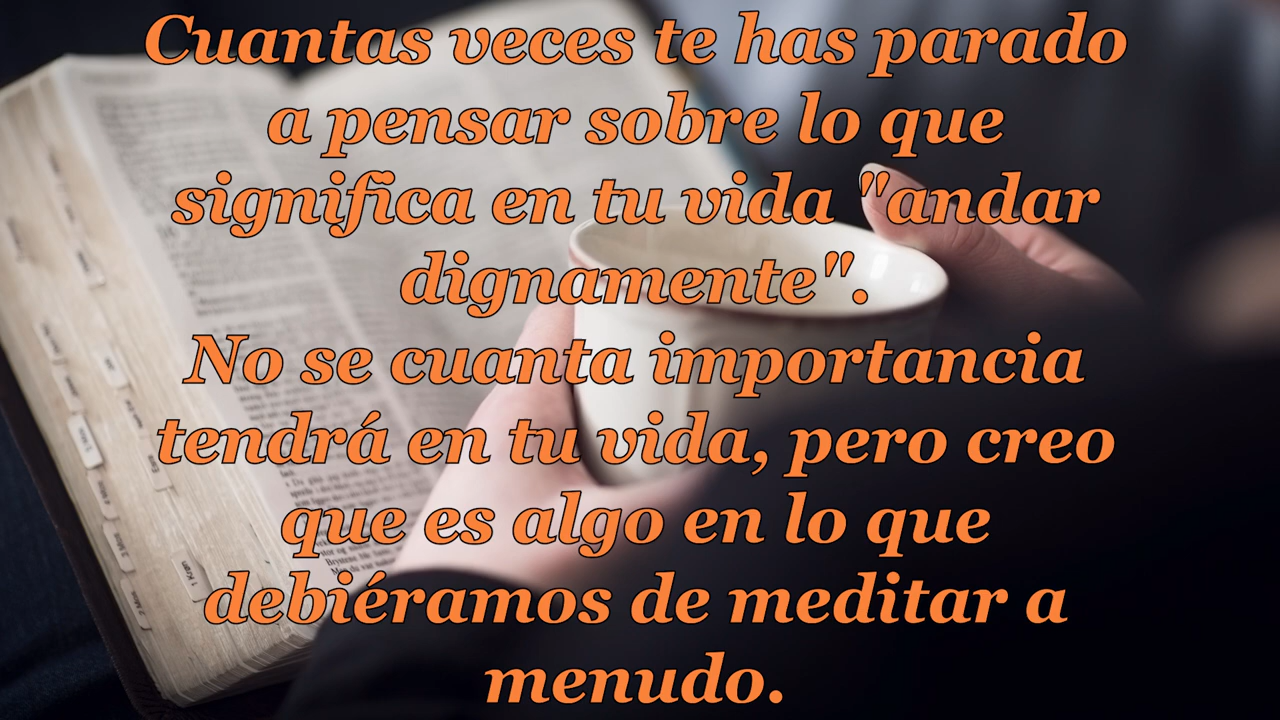 Cuantas veces te has parado
a pensar sobre lo que
significa en tu vida "andar
dignamente".
No se cuanta importancia
tendrá en tu vida, pero creo
que es algo en lo que
debiéramos de meditar a
menudo.